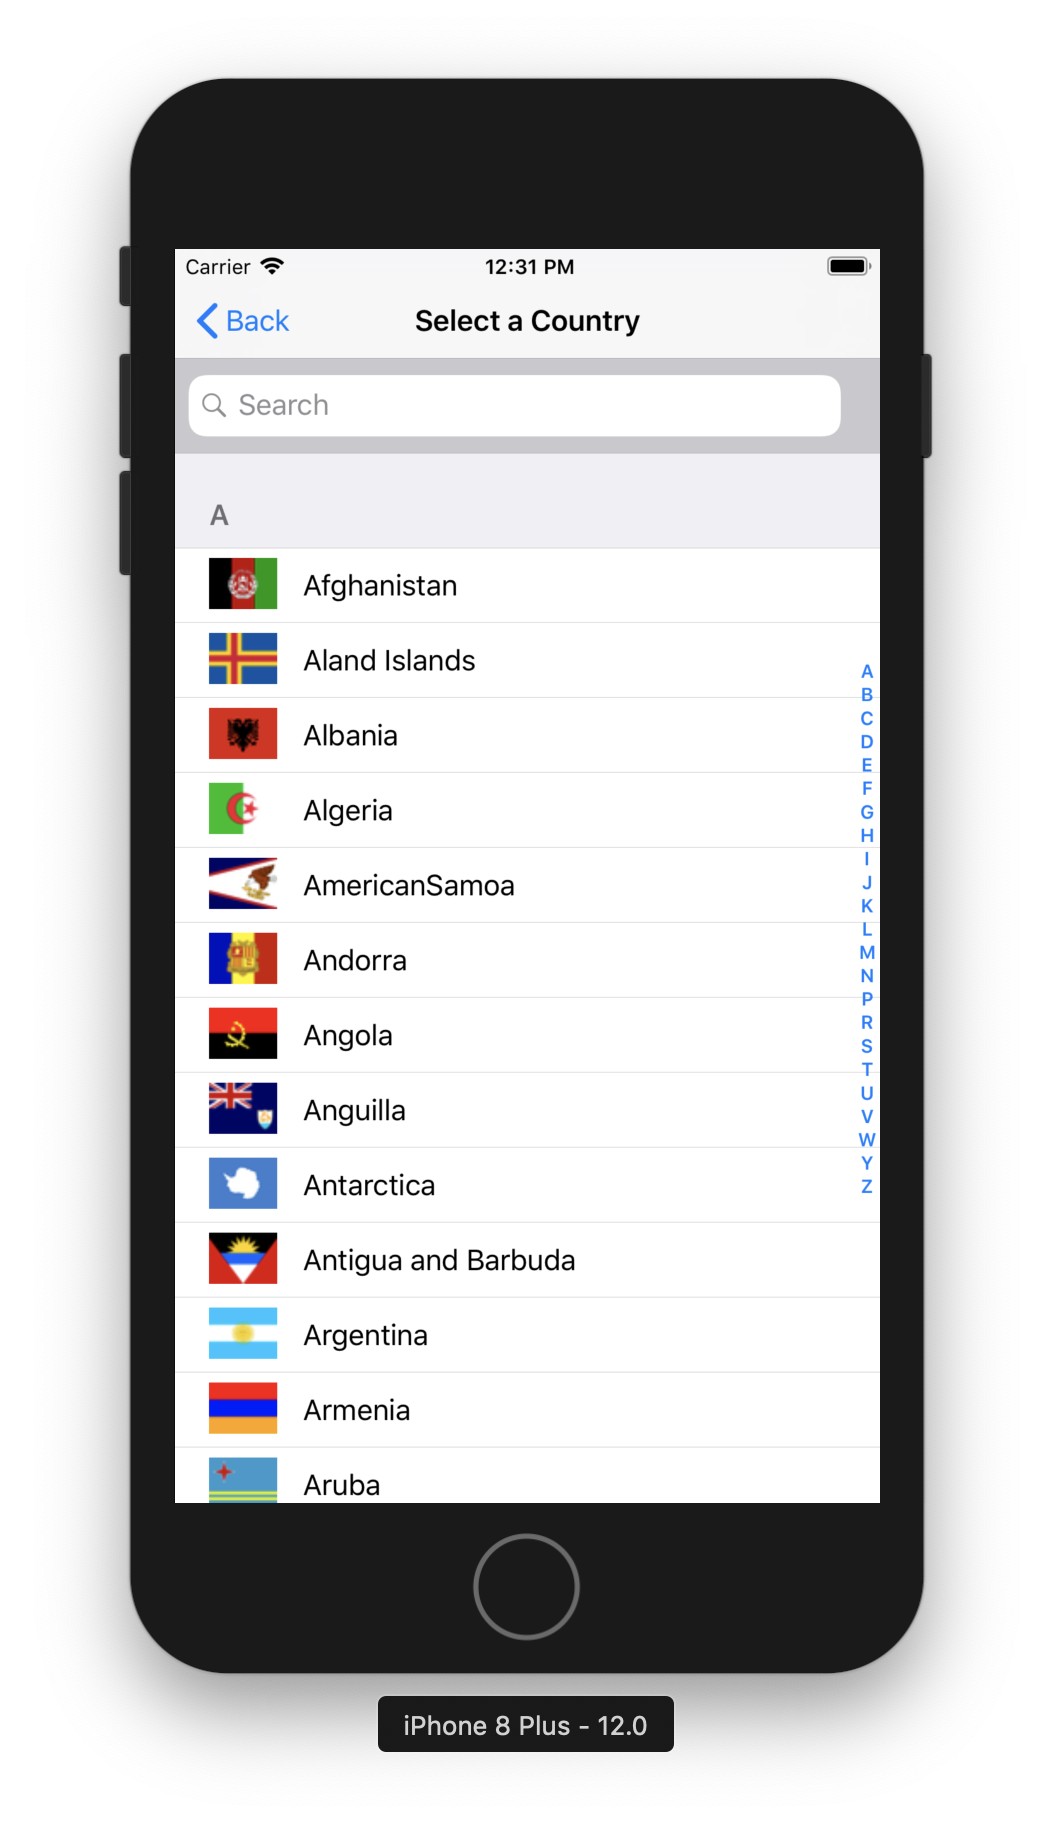 Carrier 12:31 PM
Back Select a Country
Search
A
Afghanistan
Aland Islands
Albania
Algeria
AmericanSamoa
Andorra
Angola
Anguilla
Antarctica
Antigua and Barbuda
Argentina
Armenia
Aruba
A
B
C
D
E
F
G
H
I
J
K
L
M
N
P
R
S
T
U
V
W
Y
Z
iPhone 8 Plus - 12.0